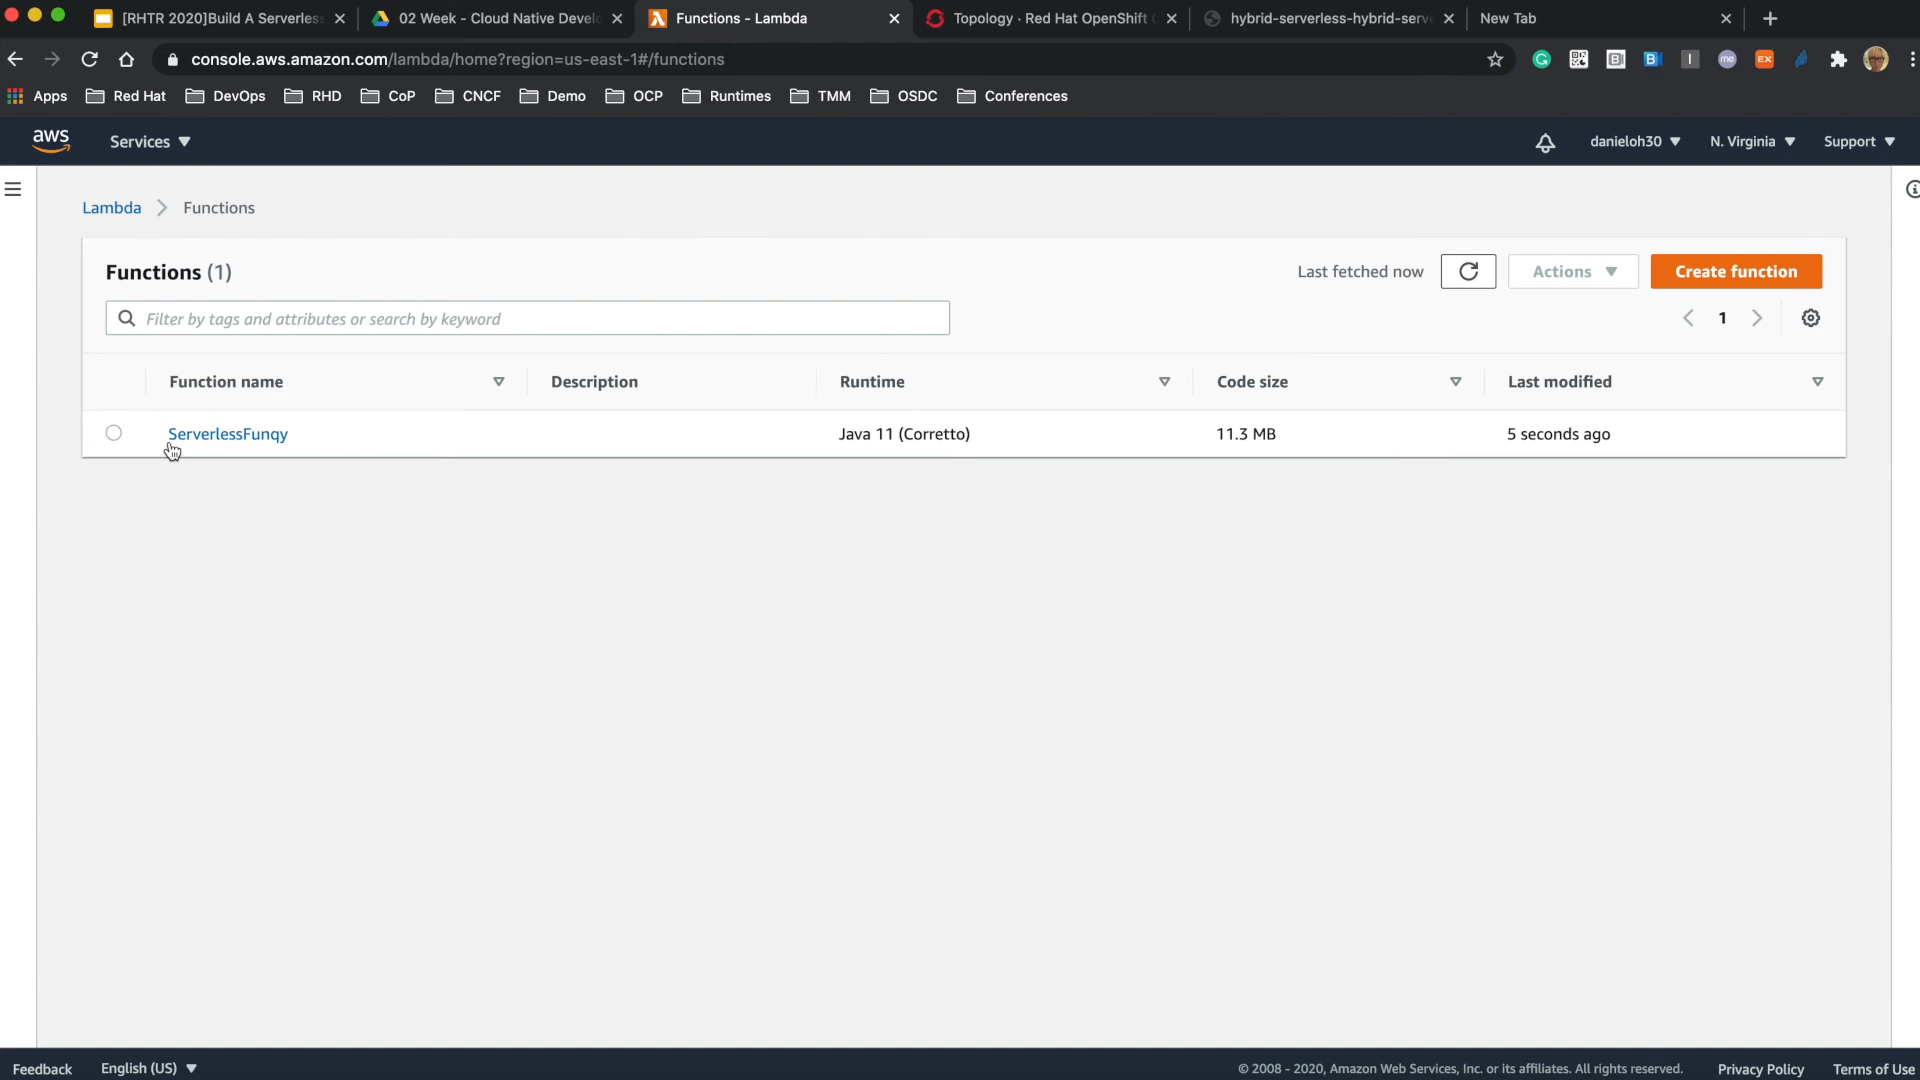 [RHTR 2020]Build A Serverless
02 Week - Cloud Native Develo
Functions - Lambda
Topology · Red Hat OpenShift
hybrid-serverless-hybrid-serv
New Tab
console.aws.amazon.com/lambda/home?region=us-east-1#/functions
Apps Red Hat DevOps RHD CoP CNCF Demo OCP Runtimes TMM OSDC Conferences
aws Services danieloh30 N. Virginia Support
Lambda Functions
Functions (1) Last fetched now Actions Create function
Filter by tags and attributes or search by keyword 1
Function name Description Runtime Code size Last modified
ServerlessFunqy Java 11 (Corretto) 11.3 MB 5 seconds ago
Feedback English (US) © 2008 - 2020, Amazon Web Services, Inc. or its affiliates. All rights reserved. Privacy Policy Terms of Use